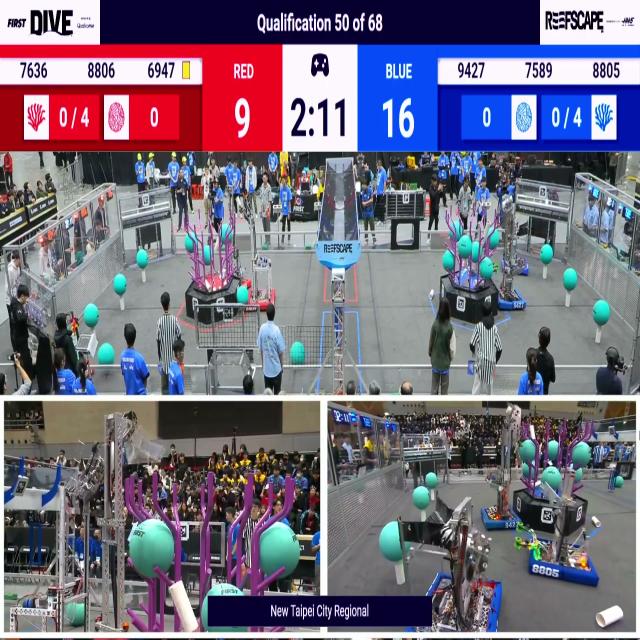 FIRST DIVE
Qualification 50 of 68
REEFSCAPE
7636 8806 6947
RED
BLUE
9427 7589 8805
0 / 4
0
9
2:11
16
0
0 / 4
REEFSCAPE
9427
8805
New Taipei City Regional